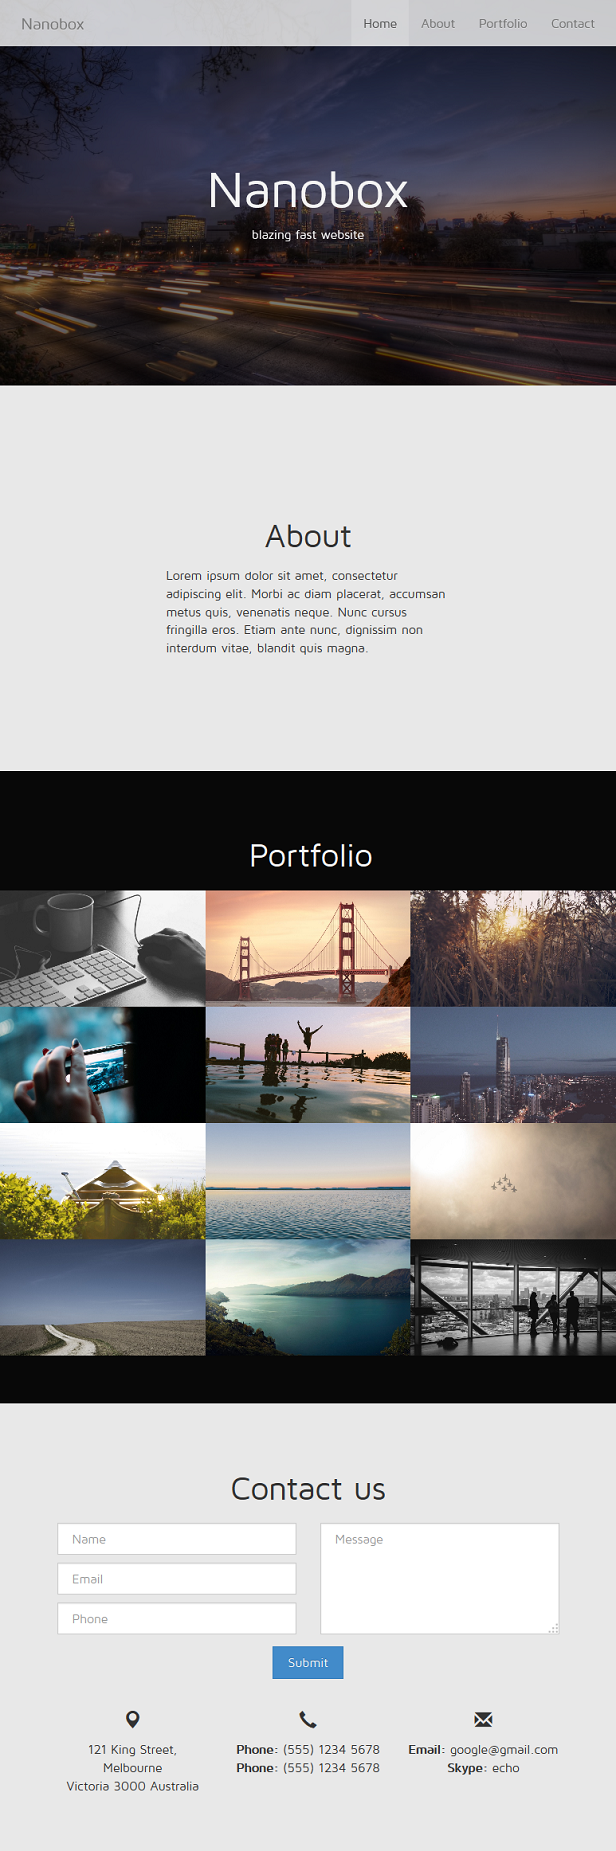 Nanobox
Home About Portfolio Contact
Nanobox
blazing fast website
About
Lorem ipsum dolor sit amet, consectetur
adipiscing elit. Morbi ac diam placerat, accumsan
metus quis, venenatis neque. Nunc cursus
fringilla eros. Etiam ante nunc, dignissim non
interdum vitae, blandit quis magna.
Portfolio
Contact us
Name
Email
Phone
Message
Submit
121 King Street,
Melbourne
Victoria 3000 Australia
Phone: (555) 1234 5678
Phone: (555) 1234 5678
Email: google@gmail.com
Skype: echo